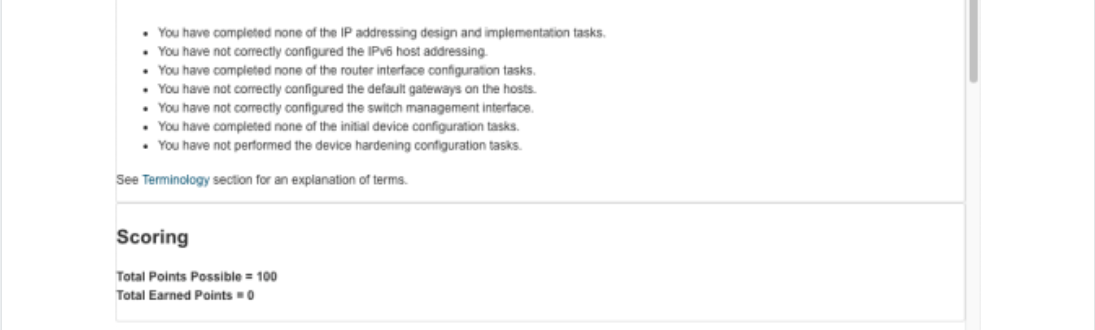 • You have completed none of the IP addressing design and implementation tasks.
• You have not correctly configured the IPv6 host addressing.
• You have completed none of the router interface configuration tasks.
• You have not correctly configured the default gateways on the hosts.
• You have not correctly configured the switch management interface.
• You have completed none of the initial device configuration tasks.
• You have not performed the device hardening configuration tasks.
See Terminology section for an explanation of terms.
Scoring
Total Points Possible = 100
Total Earned Points = 0